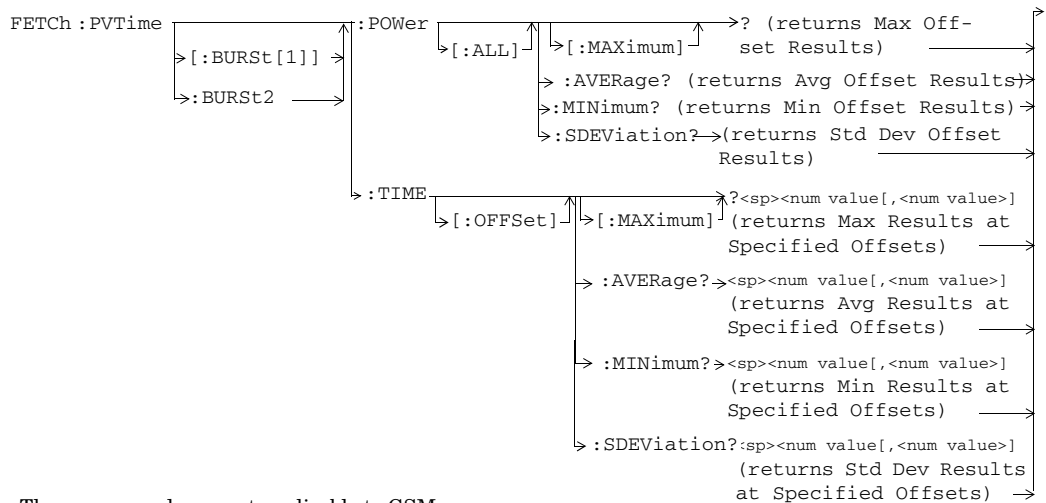 FETCh :PVTime :POWer ? (returns Max Off-
[:BURSt[1]] [:ALL] [:MAXimum] set Results)
:BURSt2 :AVERage? (returns Avg Offset Results)
:MINimum? (returns Min Offset Results)
:SDEViation? (returns Std Dev Offset
Results)
:TIME ?<sp><num value[,<num value>]
[:OFFSet] [:MAXimum] (returns Max Results at
Specified Offsets)
:AVERage? <sp><num value[,<num value>]
(returns Avg Results at
Specified Offsets)
:MINimum? <sp><num value[,<num value>]
(returns Min Results at
Specified Offsets)
:SDEViation? <sp><num value[,<num value>]
(returns Std Dev Results
at Specified Offsets)